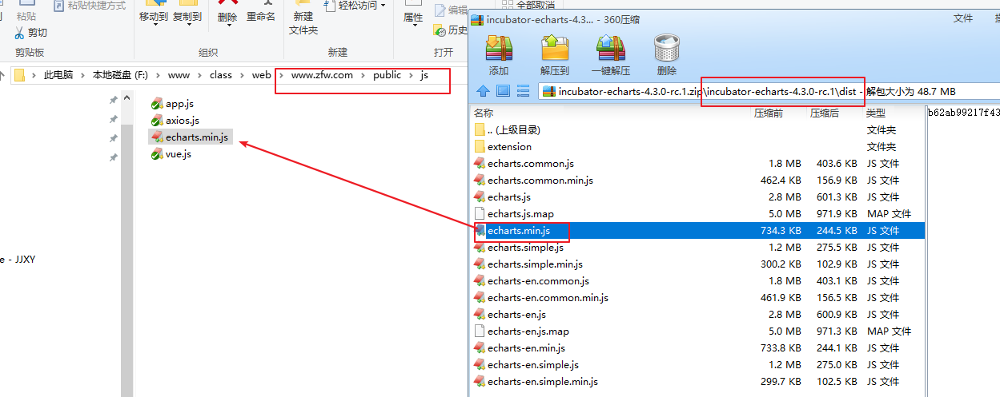 粘贴
粘贴快捷方式
剪切
剪贴板
移动到
复制到
删除
重命名
组织
新建
文件夹
轻松访问
新建
属性
编辑
历史
打开
全部取消
此电脑 › 本地磁盘 (F:) › www › class › web › www.zfw.com › public › js
app.js
axios.js
echarts.min.js
vue.js
e - JJXY
incubator-echarts-4.3... - 360压缩
文件
添加
解压到
一键解压
删除
incubator-echarts-4.3.0-rc.1.zip\incubator-echarts-4.3.0-rc.1\dist - 解包大小为 48.7 MB
名称 压缩前 压缩后 类型
b62ab99217f43
.. (上级目录) 文件夹
extension 文件夹
echarts.common.js 1.8 MB 403.6 KB JS 文件
echarts.common.min.js 462.4 KB 156.9 KB JS 文件
echarts.js 2.8 MB 601.3 KB JS 文件
echarts.js.map 5.0 MB 971.9 KB MAP 文件
echarts.min.js 734.3 KB 244.5 KB JS 文件
echarts.simple.js 1.2 MB 275.5 KB JS 文件
echarts.simple.min.js 300.2 KB 102.9 KB JS 文件
echarts-en.common.js 1.8 MB 403.1 KB JS 文件
echarts-en.common.min.js 461.9 KB 156.5 KB JS 文件
echarts-en.js 2.8 MB 600.9 KB JS 文件
echarts-en.js.map 5.0 MB 971.3 KB MAP 文件
echarts-en.min.js 733.8 KB 244.1 KB JS 文件
echarts-en.simple.js 1.2 MB 275.0 KB JS 文件
echarts-en.simple.min.js 299.7 KB 102.5 KB JS 文件